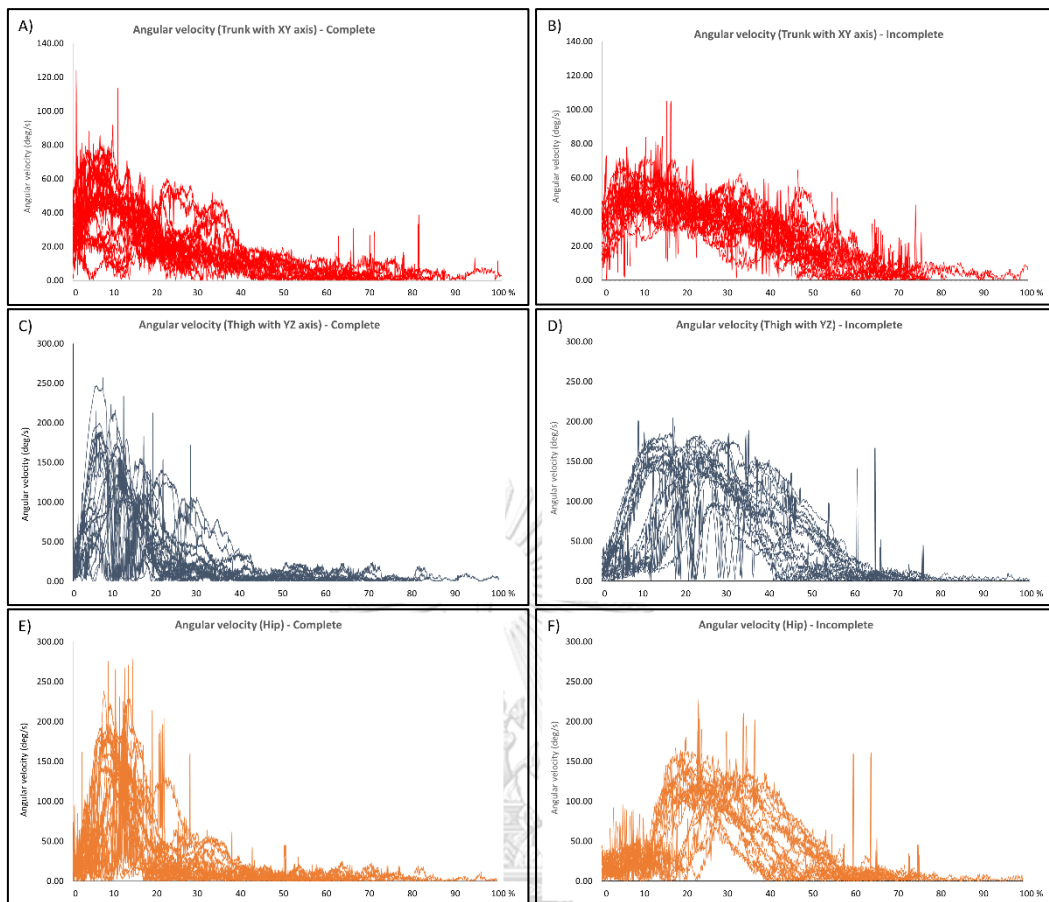 A)
Angular velocity (Trunk with XY axis) - Complete
140.00
120.00
100.00
80.00
60.00
40.00
20.00
0.00
Angular velocity (deg/s)
0 10 20 30 40 50 60 70 80 90 100 %
B)
Angular velocity (Trunk with XY axis) - Incomplete
140.00
120.00
100.00
80.00
60.00
40.00
20.00
0.00
Angular velocity (deg/s)
0 10 20 30 40 50 60 70 80 90 100 %
C)
Angular velocity (Thigh with YZ axis) - Complete
300.00
250.00
200.00
150.00
100.00
50.00
0.00
Angular velocity (deg/s)
0 10 20 30 40 50 60 70 80 90 100 %
D)
Angular velocity (Thigh with YZ) - Incomplete
300.00
250.00
200.00
150.00
100.00
50.00
0.00
Angular velocity (deg/s)
0 10 20 30 40 50 60 70 80 90 100 %
E)
Angular velocity (Hip) - Complete
300.00
250.00
200.00
150.00
100.00
50.00
0.00
Angular velocity (deg/s)
0 10 20 30 40 50 60 70 80 90 100 %
F)
Angular velocity (Hip) - Incomplete
300.00
250.00
200.00
150.00
100.00
50.00
0.00
Angular velocity (deg/s)
0 10 20 30 40 50 60 70 80 90 100 %